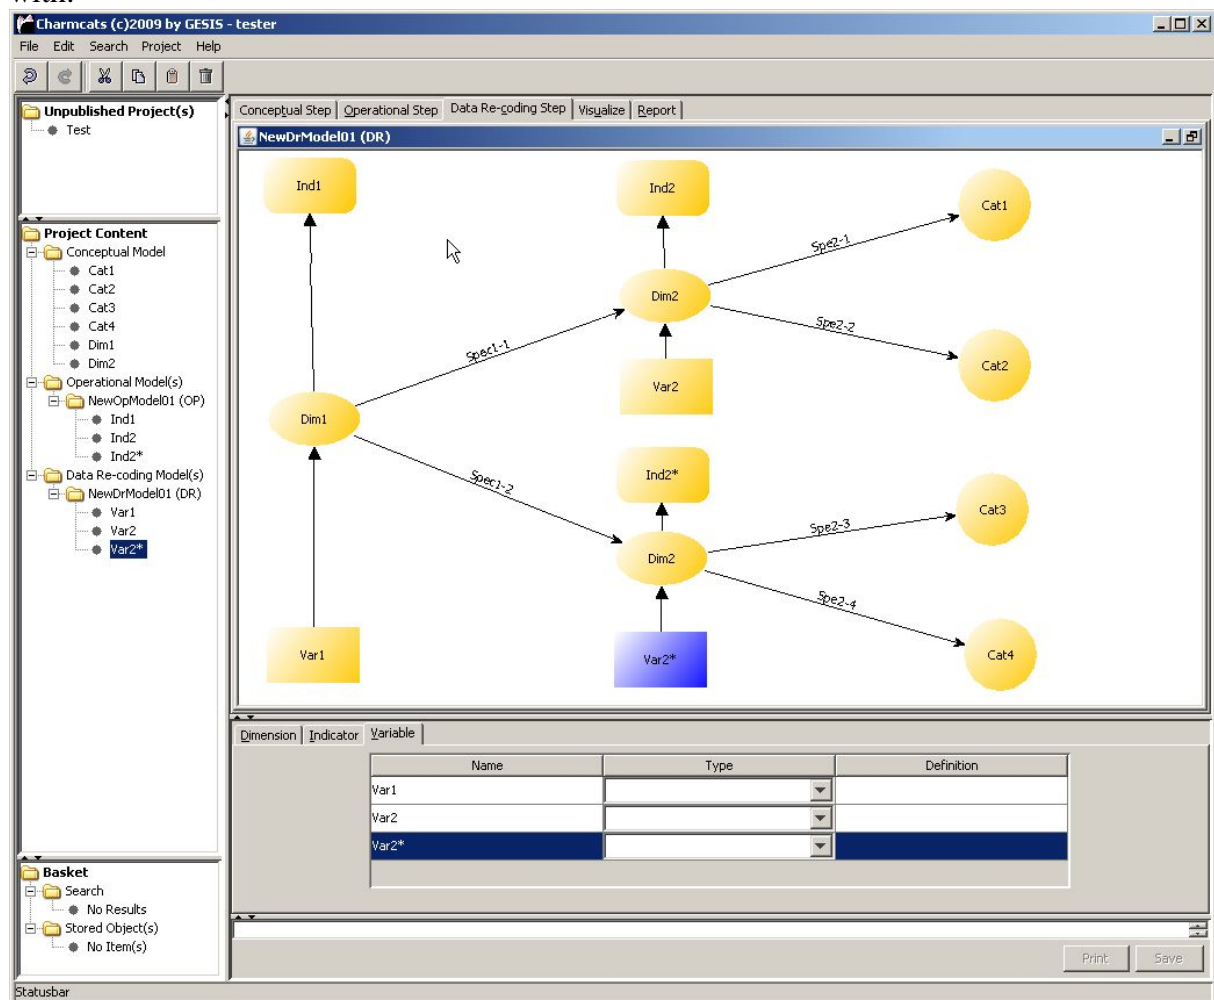 with.
Charmcats (c)2009 by GESIS - tester
File Edit Search Project Help
Unpublished Project(s)
Test
Project Content
Conceptual Model
Cat1
Cat2
Cat3
Cat4
Dim1
Dim2
Operational Model(s)
NewOpModel01 (OP)
Ind1
Ind2
Ind2*
Data Re-coding Model(s)
NewDrModel01 (DR)
Var1
Var2
Var2*
Basket
Search
No Results
Stored Object(s)
No Item(s)
Conceptual Step Operational Step Data Re-coding Step Visualize Report
NewDrModel01 (DR)
Ind1
Ind2
Cat1
Spe2-1
Dim2
Spe2-2
Spec1-1
Cat2
Var2
Dim1
Ind2*
Spec1-2
Cat3
Spe2-3
Dim2
Spe2-4
Var1
Var2*
Cat4
Dimension Indicator Variable
Name Type Definition
Var1
Var2
Var2*
Print Save
Statusbar